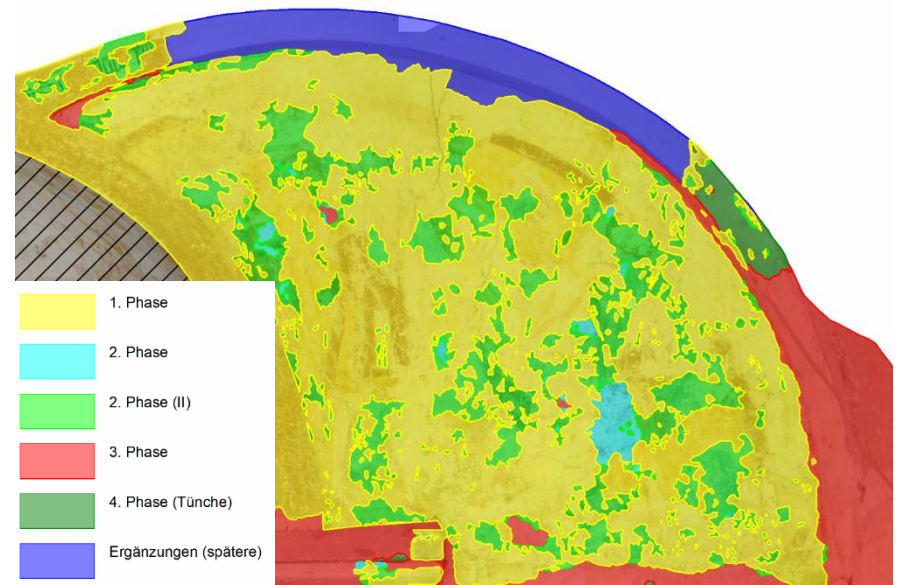 1. Phase
2. Phase
2. Phase (II)
3. Phase
4. Phase (Tünche)
Ergänzungen (spätere)